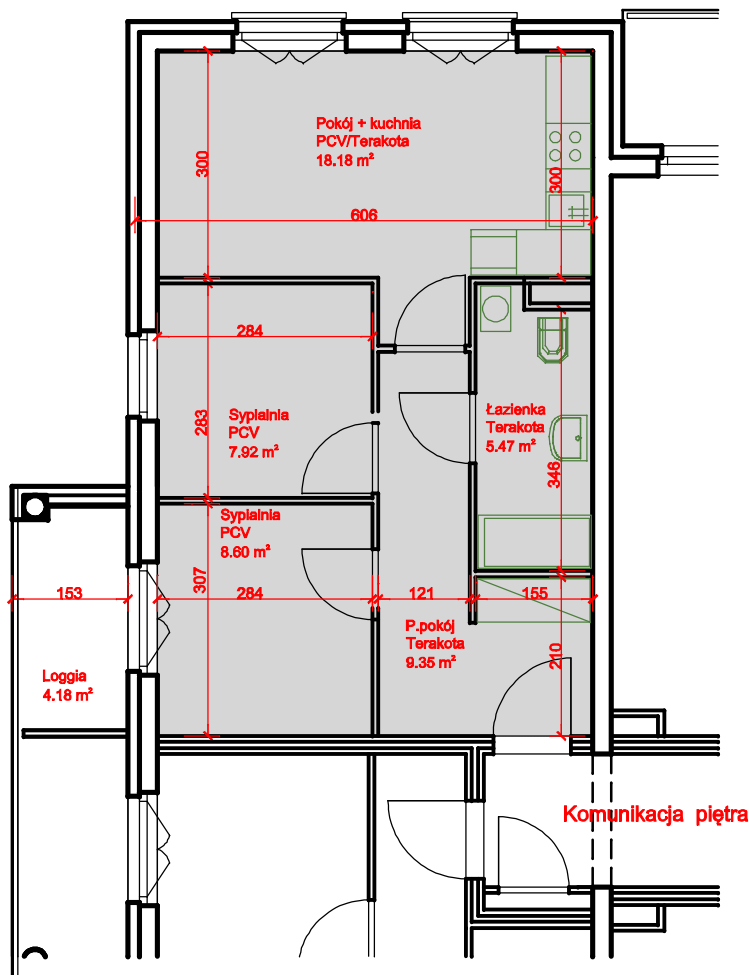 Pokój + kuchnia
PCV/Terakota
18.18 m²
300
300
606
284
283
Sypialnia
PCV
7.92 m²
Łazienka
Terakota
5.47 m²
346
Sypialnia
PCV
8.60 m²
307
153
284
121
155
P.pokój
Terakota
9.35 m²
210
Loggia
4.18 m²
Komunikacja piętra